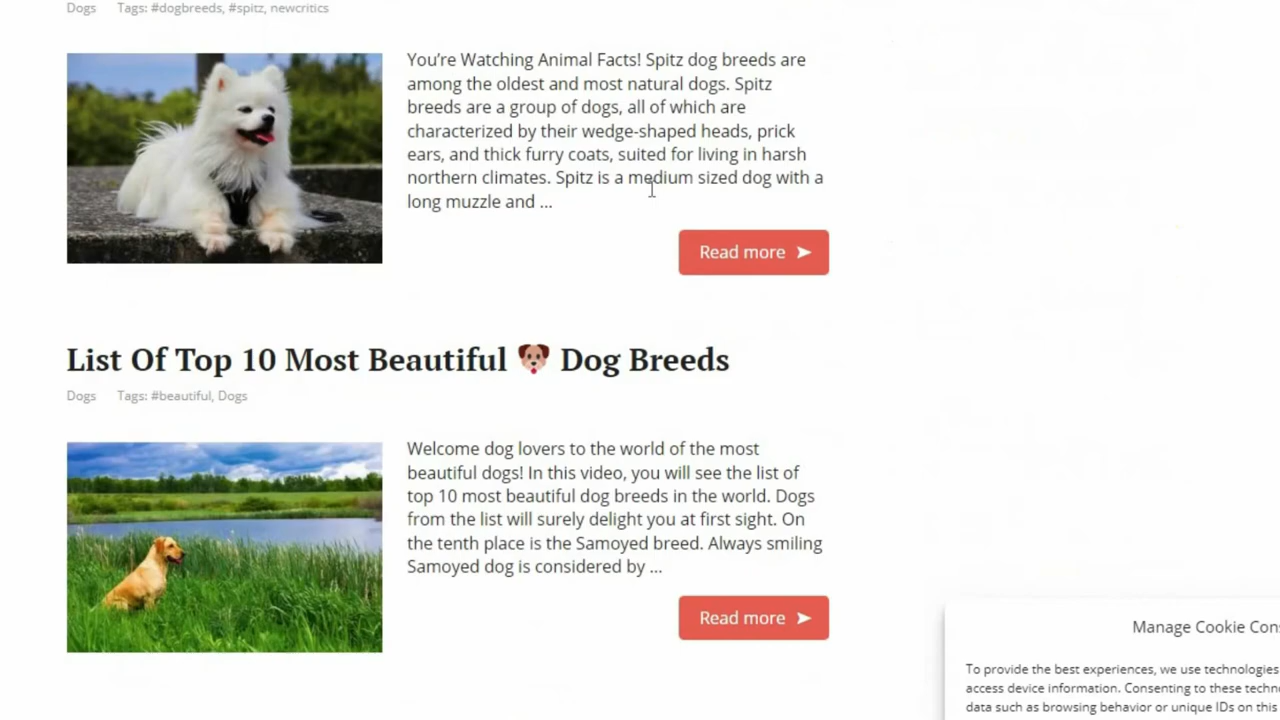 Dogs Tags: #dogbreeds, #spitz, newcritics
You’re Watching Animal Facts! Spitz dog breeds are
among the oldest and most natural dogs. Spitz
breeds are a group of dogs, all of which are
characterized by their wedge-shaped heads, prick
ears, and thick furry coats, suited for living in harsh
northern climates. Spitz is a medium sized dog with a
long muzzle and ...
Read more
List Of Top 10 Most Beautiful 🐶 Dog Breeds
Dogs Tags: #beautiful, Dogs
Welcome dog lovers to the world of the most
beautiful dogs! In this video, you will see the list of
top 10 most beautiful dog breeds in the world. Dogs
from the list will surely delight you at first sight. On
the tenth place is the Samoyed breed. Always smiling
Samoyed dog is considered by ...
Read more
Manage Cookie Con
To provide the best experiences, we use technologies
access device information. Consenting to these techn
data such as browsing behavior or unique IDs on this